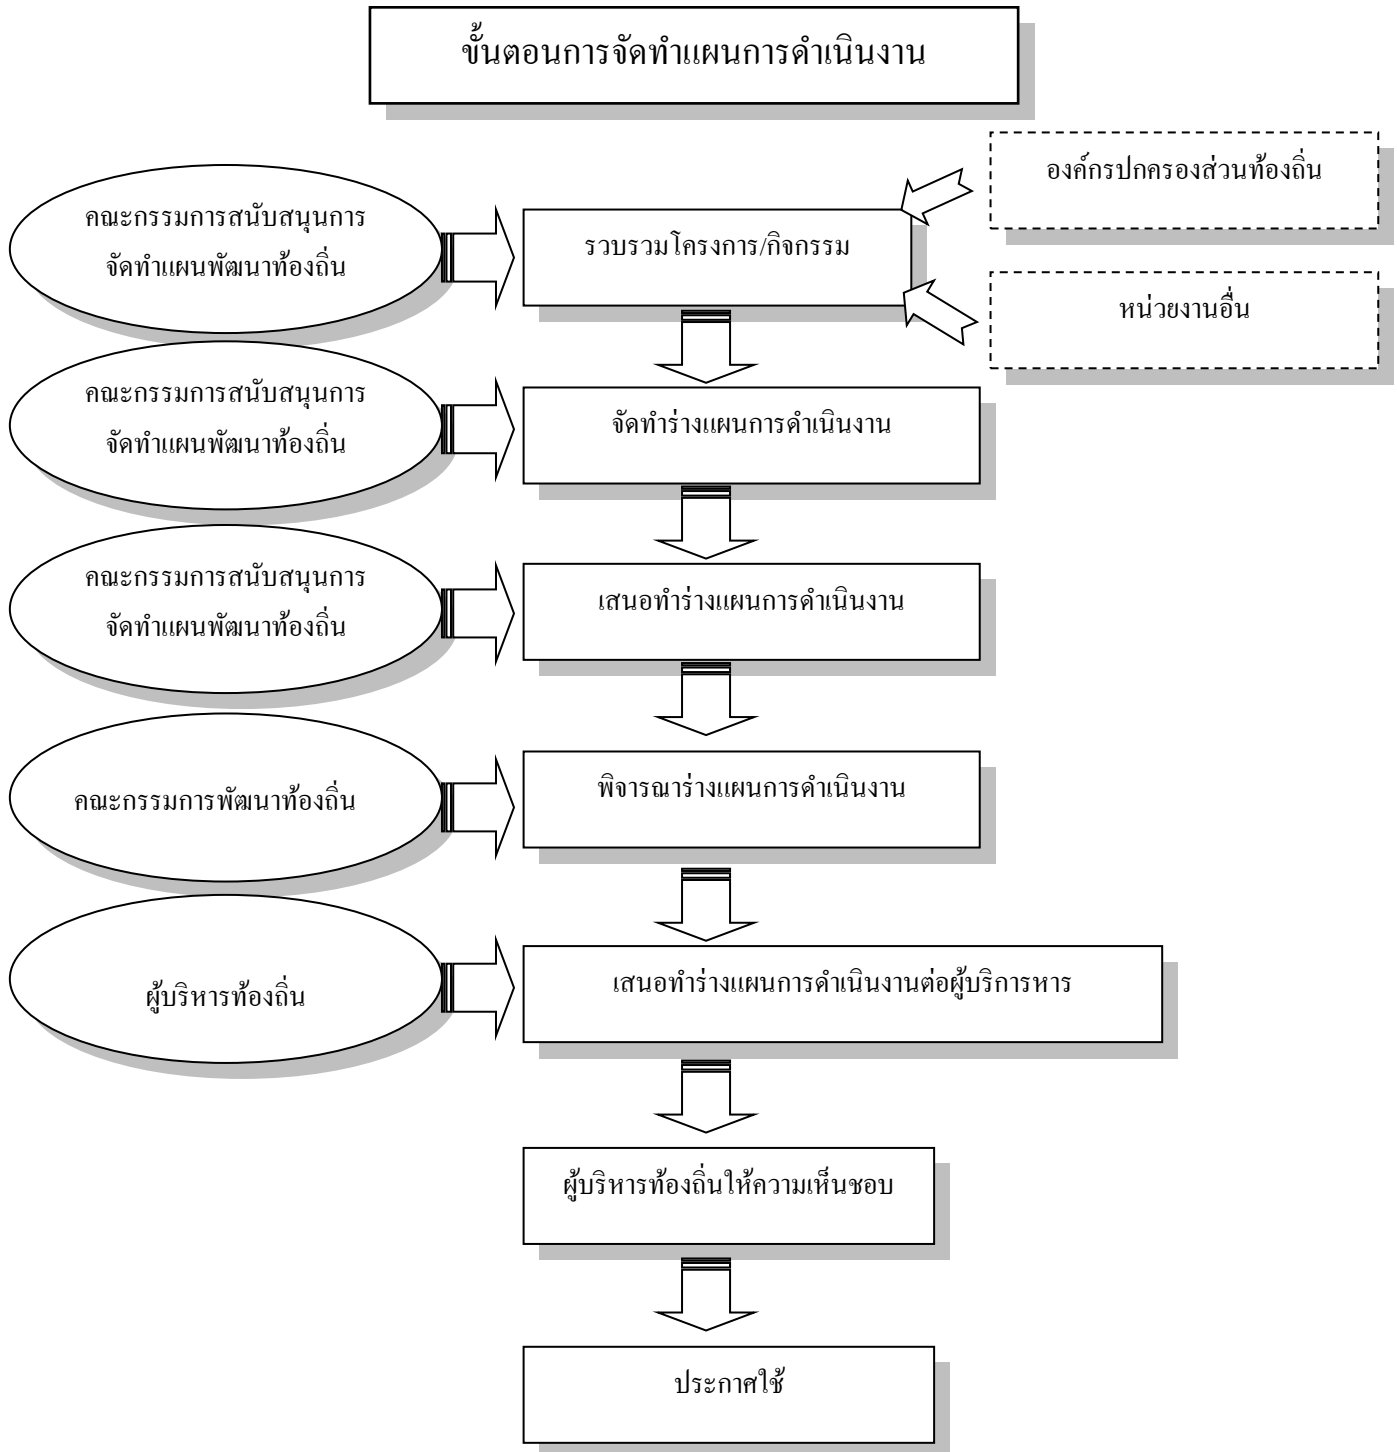 ขั้นตอนการจัดทำแผนการดำเนินงาน
องค์กรปกครองส่วนท้องถิ่น
คณะกรรมการสนับสนุนการ
จัดทำแผนพัฒนาท้องถิ่น
รวบรวมโครงการ/กิจกรรม
หน่วยงานอื่น
คณะกรรมการสนับสนุนการ
จัดทำแผนพัฒนาท้องถิ่น
จัดทำร่างแผนการดำเนินงาน
คณะกรรมการสนับสนุนการ
จัดทำแผนพัฒนาท้องถิ่น
เสนอทำร่างแผนการดำเนินงาน
คณะกรรมการพัฒนาท้องถิ่น
พิจารณาร่างแผนการดำเนินงาน
ผู้บริหารท้องถิ่น
เสนอทำร่างแผนการดำเนินงานต่อผู้บริการหาร
ผู้บริหารท้องถิ่นให้ความเห็นชอบ
ประกาศใช้